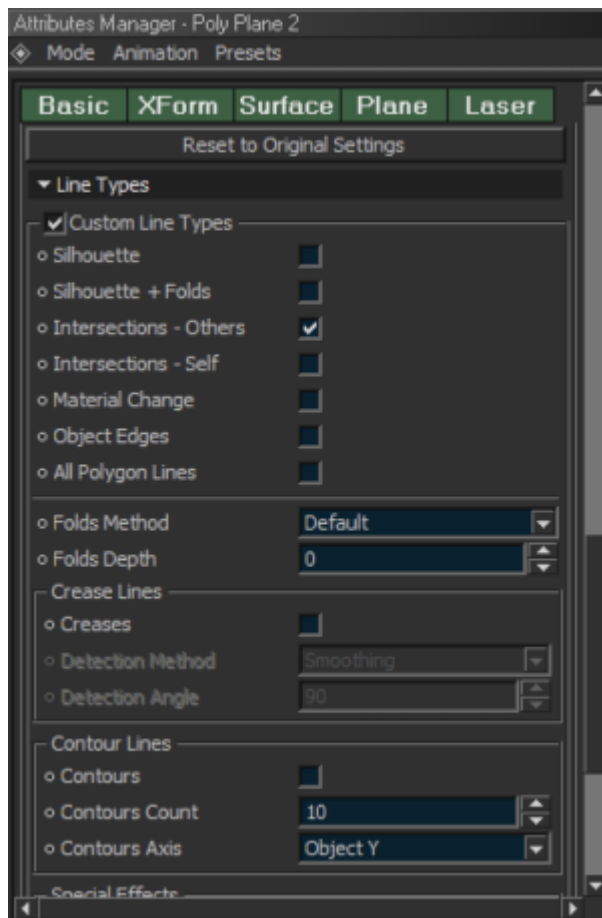 Attributes Manager - Poly Plane 2
Mode Animation Presets
Basic XForm Surface Plane Laser
Reset to Original Settings
Line Types
Custom Line Types
Silhouette
Silhouette + Folds
Intersections - Others
Intersections - Self
Material Change
Object Edges
All Polygon Lines
Folds Method Default
Folds Depth 0
Crease Lines
Creases
Detection Method Smoothing
Detection Angle 90
Contour Lines
Contours
Contours Count 10
Contours Axis Object Y
Special Effects